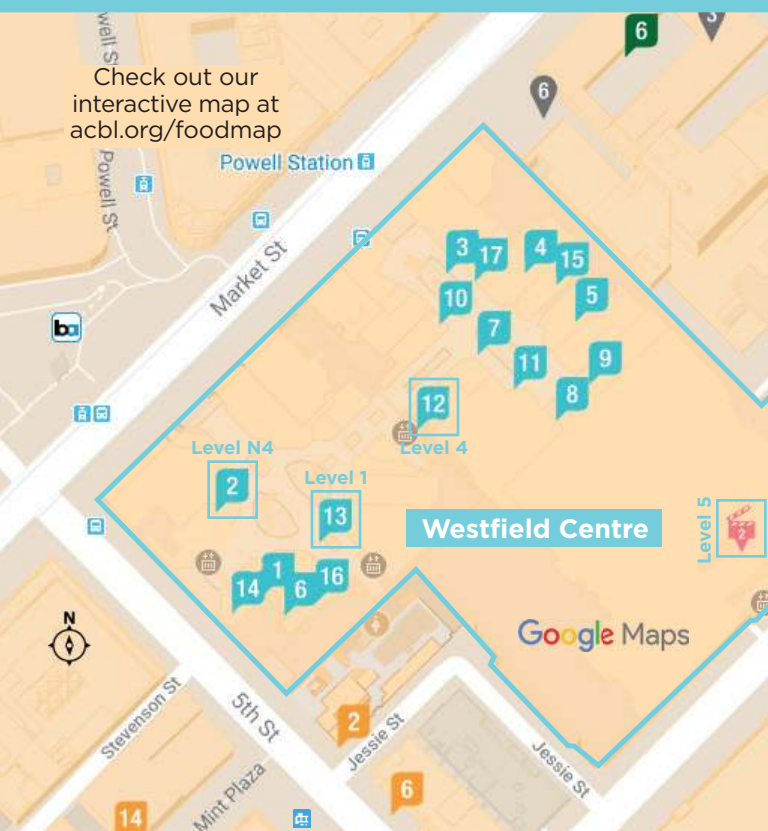 well S
Check out our
interactive map at
acbl.org/foodmap
6
3
6
Powell St
Powell Station
Market St
3
17
4
15
10
5
7
11
9
8
12
Level 4
Level N4
2
Level 1
13
Westfield Centre
Level 5
2
14
1
6
16
N
Google Maps
Stevenson St
5th St
2
Jessie St
Jessie St
Mint Plaza
6
14